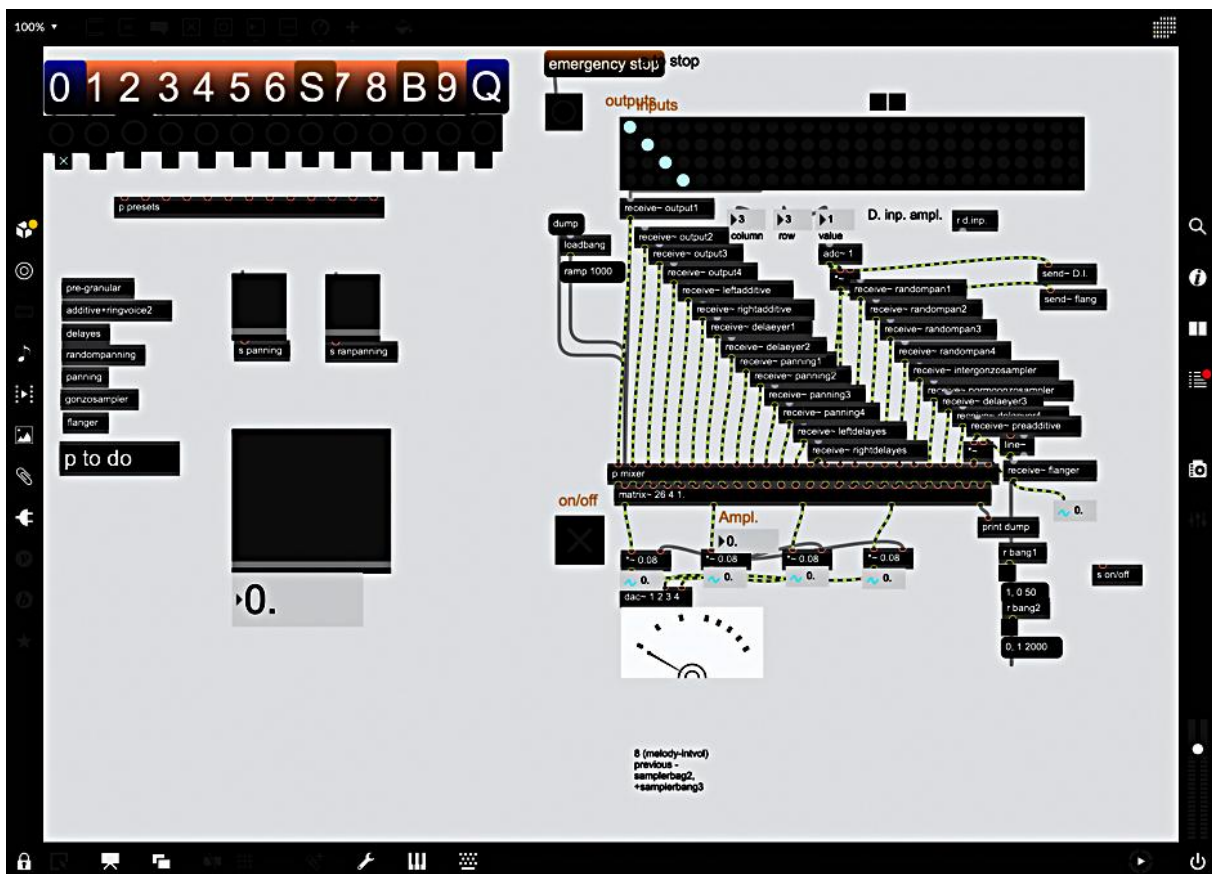 100%
0 1 2 3 4 5 6 S 7 8 B 9 Q
emergency stop
to stop
outputs
inputs
p presets
receive~ output1
3
3
1
column
row
value
D. inp. ampl.
r d.inp.
dump
loadbang
ramp 1000
receive~ output2
receive~ output3
receive~ output4
receive~ leftadditive
receive~ rightadditive
receive~ delaeyer1
receive~ delaeyer2
receive~ panning1
receive~ panning2
receive~ panning3
receive~ panning4
receive~ leftdelayes
receive~ rightdelayes
adc~ 1
*~
send~ D.I.
send~ flang
receive~ randompan1
receive~ randompan2
receive~ randompan3
receive~ randompan4
receive~ intergonzosampler
receive~ normgonzosampler
receive~ delaeyer3
receive~ delaeyer4
receive~ preadditive
*~
line~
receive~ flanger
0.
pre-granular
additive+ringvoice2
delayes
randompanning
panning
gonzosampler
flanger
p to do
s panning
s ranpanning
0.
p mixer
matrix~ 26 4 1.
on/off
Ampl.
0.
print dump
*~ 0.08
*~ 0.08
*~ 0.08
*~ 0.08
0.
0.
0.
0.
dac~ 1 2 3 4
r bang1
1, 0 50
r bang2
0, 1 2000
s on/off
8 (melody-intvol)
previous -
samplerbag2,
+samplerbang3